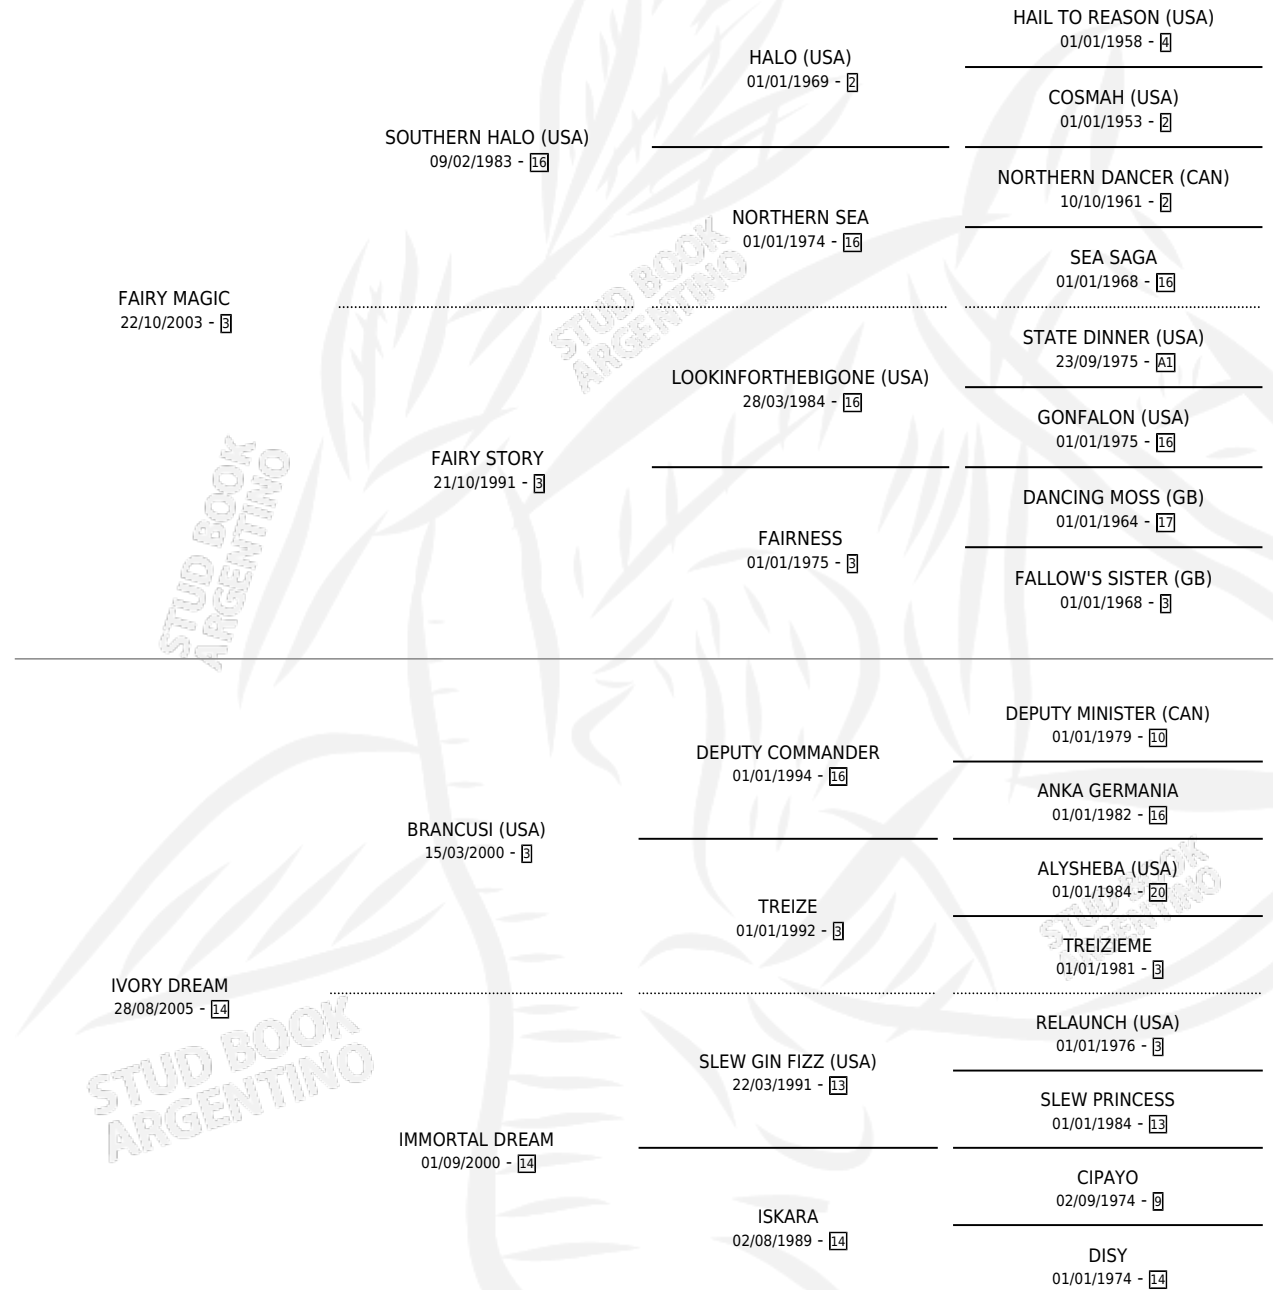 HAIL TO REASON (USA)
01/01/1958 - 4
HALO (USA)
01/01/1969 - 2
COSMAH (USA)
01/01/1953 - 2
SOUTHERN HALO (USA)
09/02/1983 - 16
NORTHERN DANCER (CAN)
10/10/1961 - 2
NORTHERN SEA
01/01/1974 - 16
SEA SAGA
01/01/1968 - 16
FAIRY MAGIC
22/10/2003 - 3
STATE DINNER (USA)
23/09/1975 - A1
LOOKINFORTHEBIGONE (USA)
28/03/1984 - 16
GONFALON (USA)
01/01/1975 - 16
FAIRY STORY
21/10/1991 - 3
DANCING MOSS (GB)
01/01/1964 - 17
FAIRNESS
01/01/1975 - 3
FALLOW'S SISTER (GB)
01/01/1968 - 3
DEPUTY MINISTER (CAN)
01/01/1979 - 10
DEPUTY COMMANDER
01/01/1994 - 16
ANKA GERMANIA
01/01/1982 - 16
BRANCUSI (USA)
15/03/2000 - 3
ALYSHEBA (USA)
01/01/1984 - 20
TREIZE
01/01/1992 - 3
TREIZIEME
01/01/1981 - 3
IVORY DREAM
28/08/2005 - 14
RELAUNCH (USA)
01/01/1976 - 3
SLEW GIN FIZZ (USA)
22/03/1991 - 13
SLEW PRINCESS
01/01/1984 - 13
IMMORTAL DREAM
01/09/2000 - 14
CIPAYO
02/09/1974 - 9
ISKARA
02/08/1989 - 14
DISY
01/01/1974 - 14
STUD BOOK
ARGENTINO
STUD BOOK
ARGENTINO
STUD BOOK
ARGENTINO
STUD BOOK
ARGENTINO